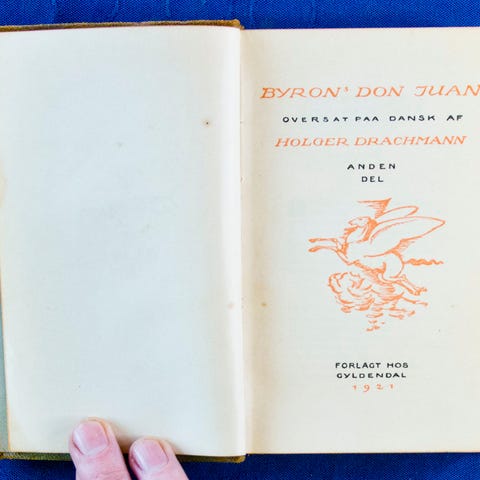 BYRON'S DON JUAN
OVERSAT PAA DANSK AF
HOLGER DRACHMANN
ANDEN
DEL
FORLAGT HOS
GYLDENDAL
1921